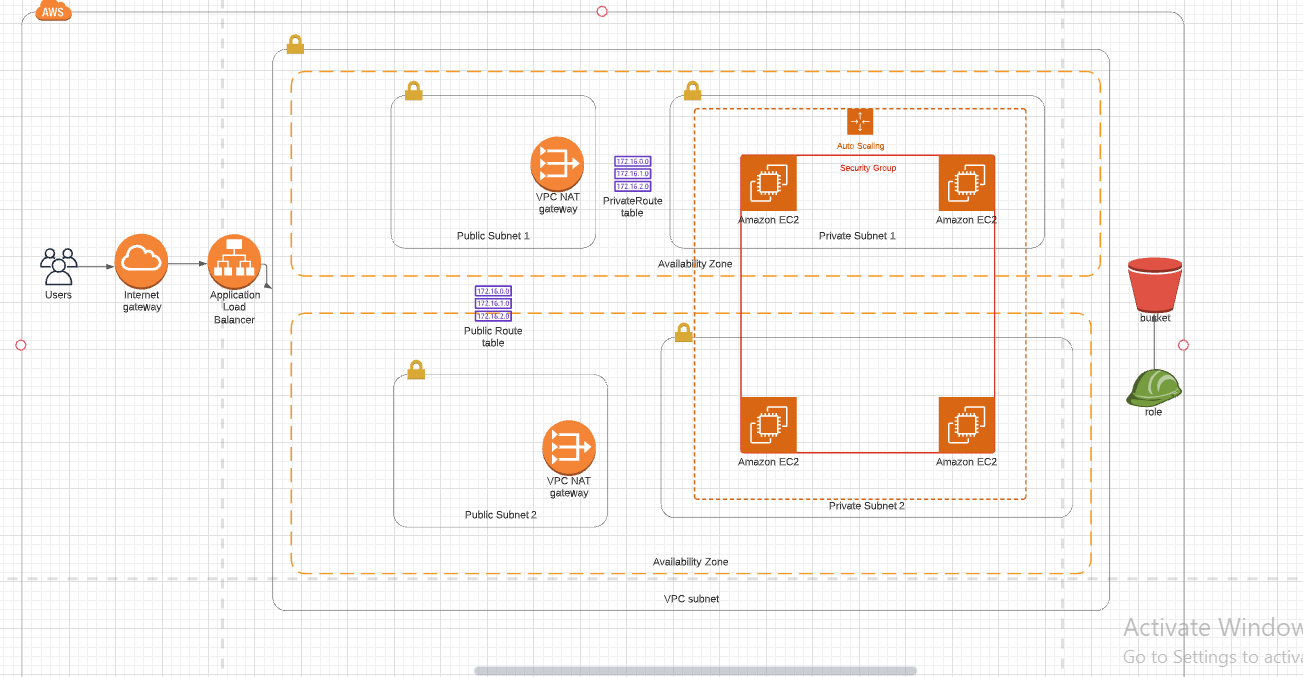 AWS
Auto Scaling
Security Group
172.16.0.0
172.16.1.0
172.16.2.0
VPC NAT
gateway
PrivateRoute
table
Amazon EC2
Amazon EC2
Public Subnet 1
Private Subnet 1
Availability Zone
Users
Internet
gateway
Application
Load
Balancer
172.16.0.0
172.16.1.0
172.16.2.0
Public Route
table
bucket
role
Amazon EC2
Amazon EC2
VPC NAT
gateway
Public Subnet 2
Private Subnet 2
Availability Zone
VPC subnet
Activate Window
Go to Settings to activa